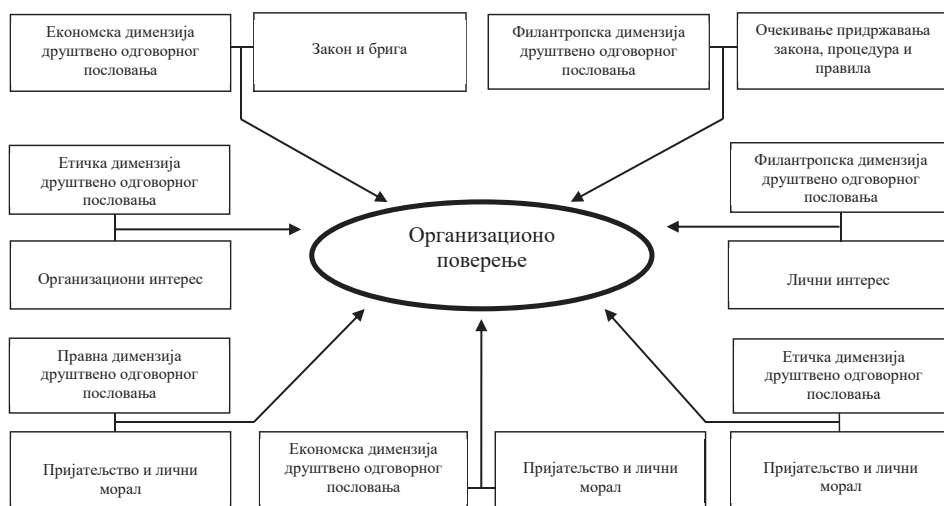 Економска димензија
друштвено одговорног
пословања
Закон и брига
Филантропска димензија
друштвено одговорног
пословања
Очекивање придржавања
закона, процедура и
правила
Етичка димензија
друштвено одговорног
пословања
Организациони интерес
Организационо
поверење
Филантропска димензија
друштвено одговорног
пословања
Лични интерес
Правна димензија
друштвено одговорног
пословања
Пријатељство и лични
морал
Економска димензија
друштвено одговорног
пословања
Пријатељство и лични
морал
Етичка димензија
друштвено одговорног
пословања
Пријатељство и лични
морал